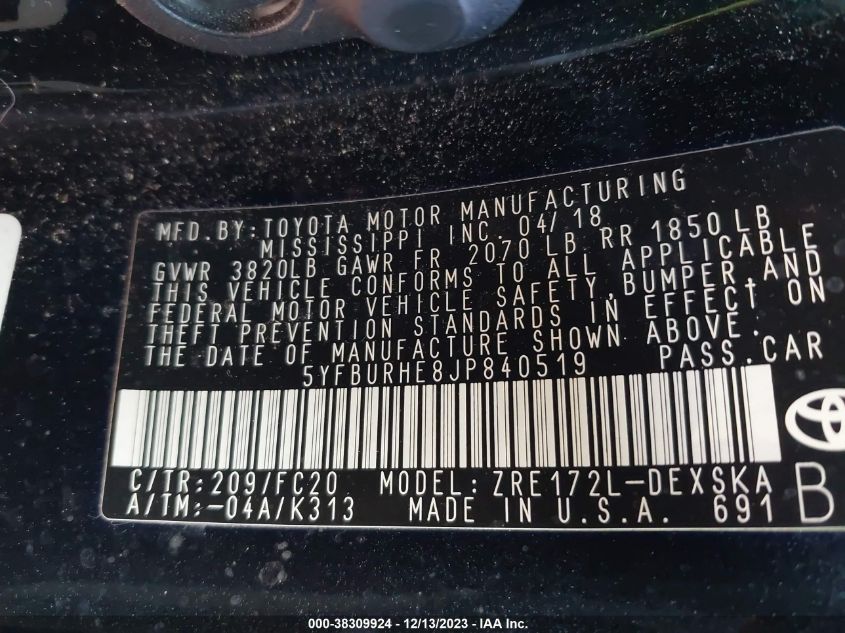 MFD.BY:TOYOTA MOTOR MANUFACTURING
MISSISSIPPI INC. 04/18
GVWR 3820LB GAWR FR 2070 LB RR 1850 LB
THIS VEHICLE CONFORMS TO ALL APPLICABLE
FEDERAL MOTOR VEHICLE SAFETY,BUMPER,AND
THEFT PREVENTION STANDARDS IN EFFECT ON
THE DATE OF MANUFACTURE SHOWN ABOVE.
5YFBURHE8JP840519 PASS.CAR
C/TR:209/FC20 MODEL:ZRE172L-DEXSKA
A/TM:-04A/K313 MADE IN U.S.A. 691 B
000-38309924 - 12/13/2023 - IAA Inc.